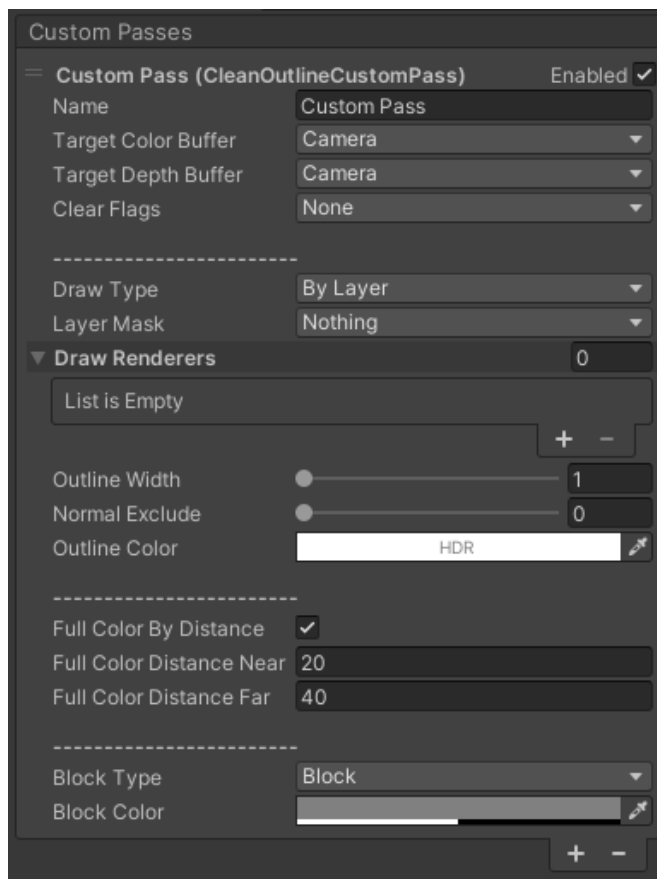 Custom Passes
Custom Pass (CleanOutlineCustomPass) Enabled
Name Custom Pass
Target Color Buffer Camera
Target Depth Buffer Camera
Clear Flags None
------------------------
Draw Type By Layer
Layer Mask Nothing
Draw Renderers 0
List is Empty
+ −
Outline Width 1
Normal Exclude 0
Outline Color HDR
------------------------
Full Color By Distance
Full Color Distance Near 20
Full Color Distance Far 40
------------------------
Block Type Block
Block Color
+ −